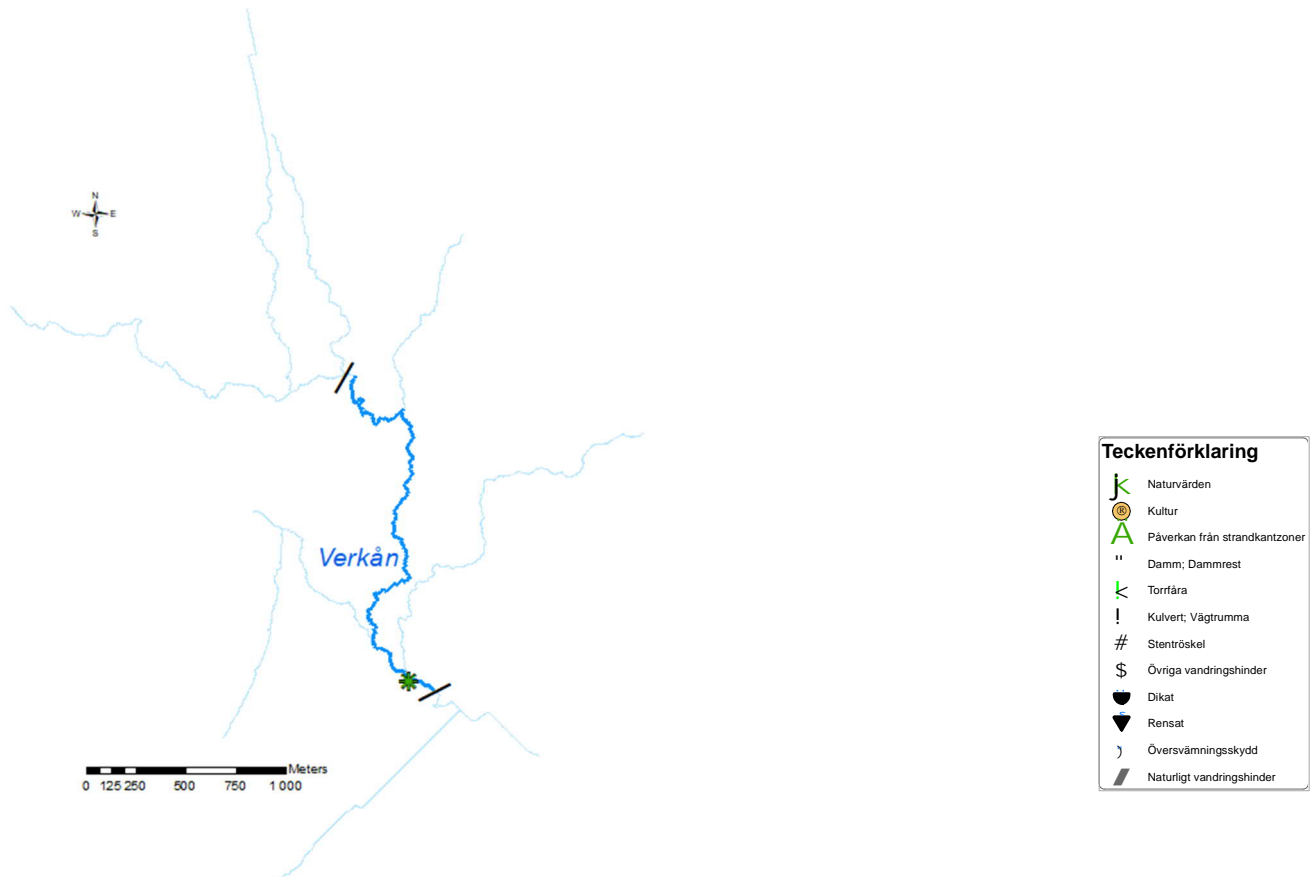 N
W E
S
Verkån
Meters
0 125 250 500 750 1 000
Teckenförklaring
Naturvärden
® Kultur
Påverkan från strandkantzoner
" Damm; Dammrest
Torrfåra
! Kulvert; Vägtrumma
# Stentröskel
$ Övriga vandringshinder
Dikat
Rensat
Översvämningsskydd
Naturligt vandringshinder